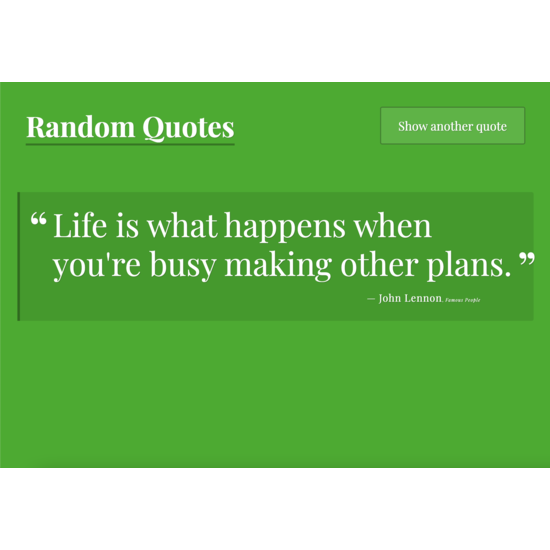 Random Quotes
Show another quote
“ Life is what happens when
you're busy making other plans. ”
— John Lennon, Famous People